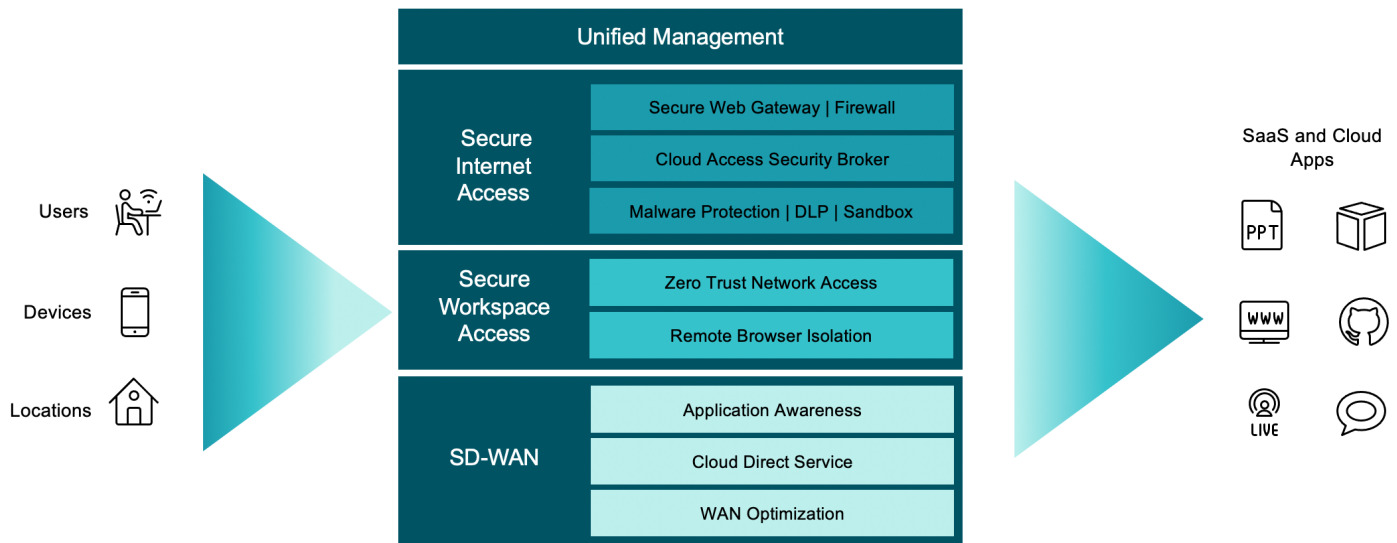 Unified Management
Secure
Internet
Access
Secure Web Gateway | Firewall
Cloud Access Security Broker
Malware Protection | DLP | Sandbox
Secure
Workspace
Access
Zero Trust Network Access
Remote Browser Isolation
SD-WAN
Application Awareness
Cloud Direct Service
WAN Optimization
Users
Devices
Locations
SaaS and Cloud
Apps
PPT
WWW
LIVE